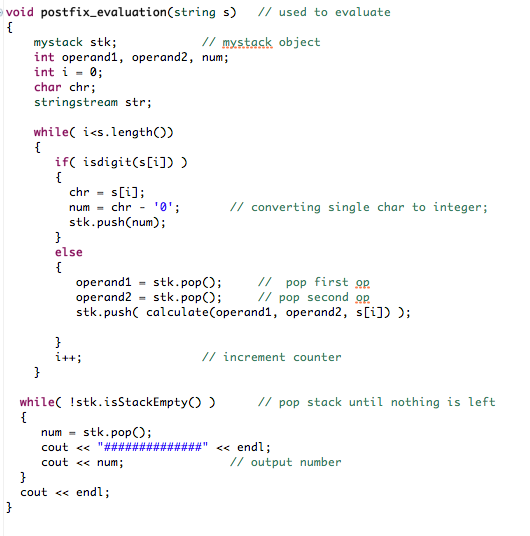 void postfix_evaluation(string s)   // used to evaluate
{
    mystack stk;            // mystack object
    int operand1, operand2, num;
    int i = 0;
    char chr;
    stringstream str;
    while( i<s.length())
    {
       if( isdigit(s[i]) )
       {
         chr = s[i];
         num = chr - '0';       // converting single char to integer;
         stk.push(num);
       }
       else
       {
          operand1 = stk.pop();     //  pop first op
          operand2 = stk.pop();     // pop second op
          stk.push( calculate(operand1, operand2, s[i]) );
       }
       i++;                 // increment counter
    }
  while( !stk.isStackEmpty() )      // pop stack until nothing is left
  {
     num = stk.pop();
     cout << "##############" << endl;
     cout << num;               // output number
  }
  cout << endl;
}